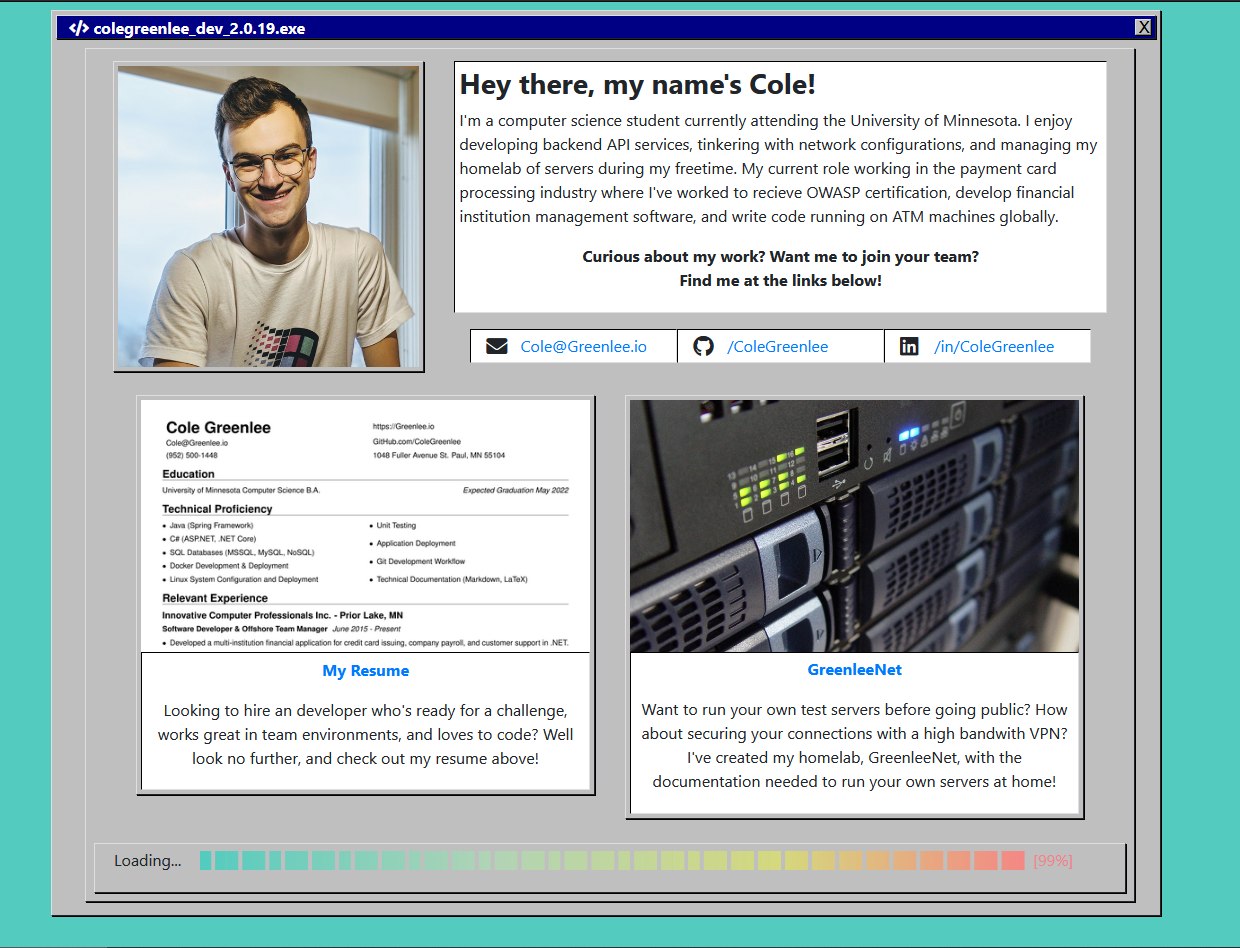 </> colegreenlee_dev_2.0.19.exe
X
Hey there, my name's Cole!
I'm a computer science student currently attending the University of Minnesota. I enjoy
developing backend API services, tinkering with network configurations, and managing my
homelab of servers during my freetime. My current role working in the payment card
processing industry where I've worked to recieve OWASP certification, develop financial
institution management software, and write code running on ATM machines globally.
Curious about my work? Want me to join your team?
Find me at the links below!
Cole@Greenlee.io
/ColeGreenlee
in /in/ColeGreenlee
Cole Greenlee
Cole@Greenlee.io
(952) 500-1448
https://Greenlee.io
GitHub.com/ColeGreenlee
1048 Fuller Avenue St. Paul, MN 55104
Education
University of Minnesota Computer Science B.A. Expected Graduation May 2022
Technical Proficiency
• Java (Spring Framework)
• C# (ASP.NET, .NET Core)
• SQL Databases (MSSQL, MySQL, NoSQL)
• Docker Development & Deployment
• Linux System Configuration and Deployment
• Unit Testing
• Application Deployment
• Git Development Workflow
• Technical Documentation (Markdown, LaTeX)
Relevant Experience
Innovative Computer Professionals Inc. - Prior Lake, MN
Software Developer & Offshore Team Manager June 2015 - Present
• Developed a multi-institution financial application for credit card issuing, company payroll, and customer support in .NET.
My Resume
Looking to hire an developer who's ready for a challenge,
works great in team environments, and loves to code? Well
look no further, and check out my resume above!
GreenleeNet
Want to run your own test servers before going public? How
about securing your connections with a high bandwith VPN?
I've created my homelab, GreenleeNet, with the
documentation needed to run your own servers at home!
Loading... [99%]